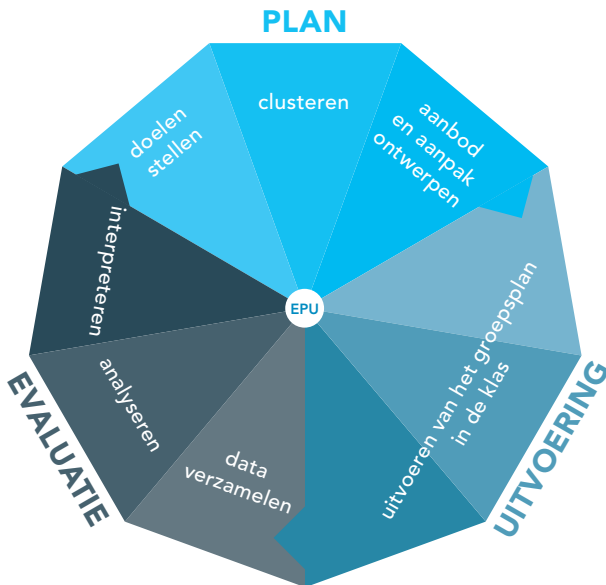 PLAN
doelen
stellen
clusteren
aanbod
en aanpak
ontwerpen
interpreteren
EPU
uitvoeren van het groepsplan
in de klas
analyseren
data
verzamelen
EVALUATIE
UITVOERING